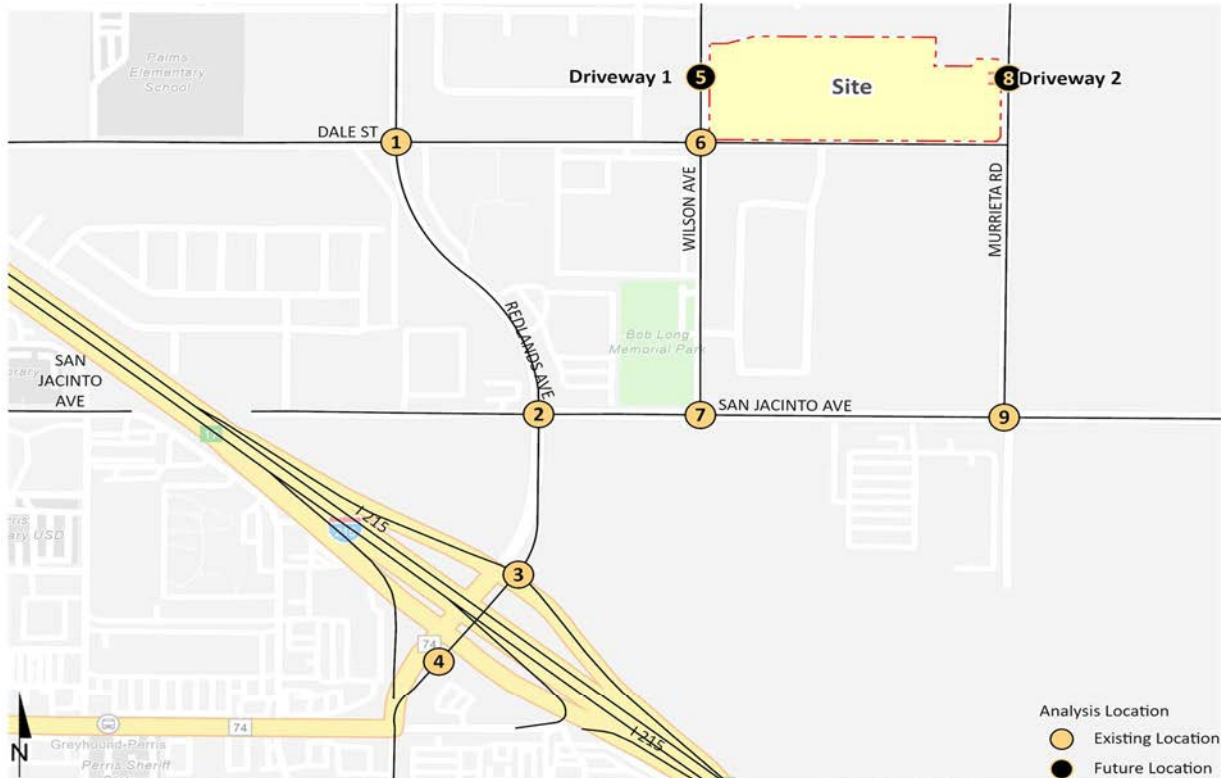 Palms
Elementary
School
Driveway 1
5
Site
8
Driveway 2
DALE ST
1
6
WILSON AVE
MURRIETA RD
REDLANDS AVE
Bob Long
Memorial Park
SAN
JACINTO
AVE
2
7
SAN JACINTO AVE
9
I 215
3
74
4
74
Greyhound-Perris
Perris Sheriff
I 215
N
Analysis Location
Existing Location
Future Location